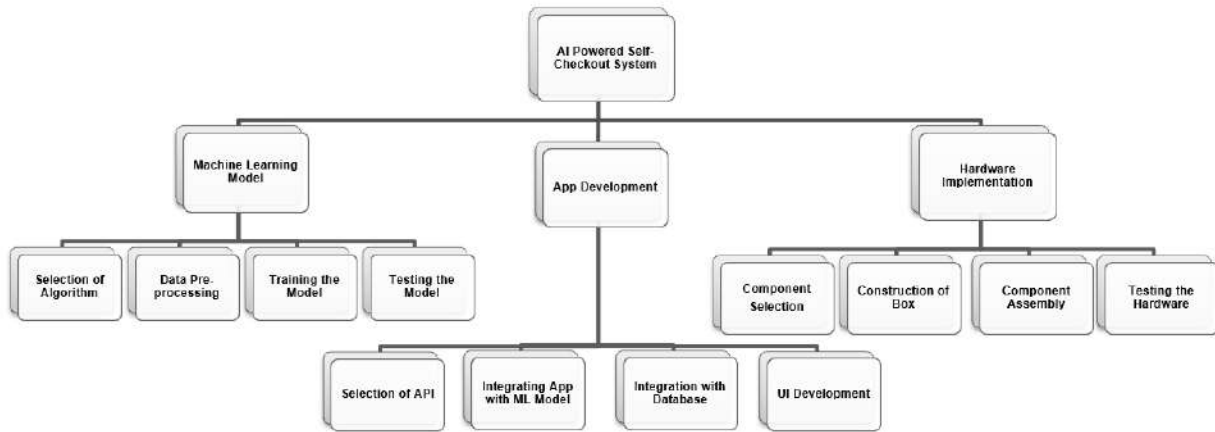 AI Powered Self-
Checkout System
Machine Learning
Model
App Development
Hardware
Implementation
Selection of
Algorithm
Data Pre-
processing
Training the
Model
Testing the
Model
Component
Selection
Construction of
Box
Component
Assembly
Testing the
Hardware
Selection of API
Integrating App
with ML Model
Integration with
Database
UI Development